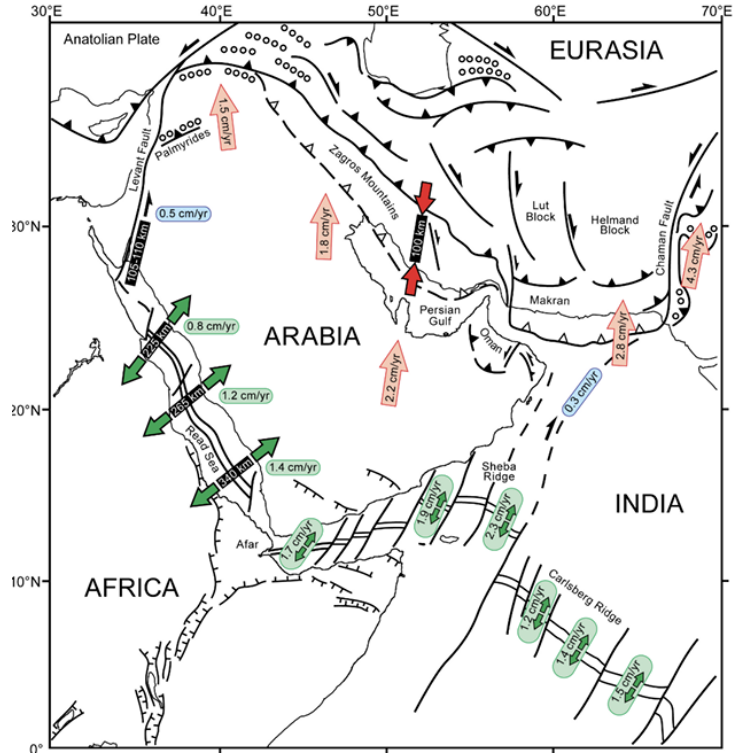 30°E 40°E 50°E 60°E 70°E
Anatolian Plate
EURASIA
1.5 cm/yr
Levant Fault
Palmyrides
Zagros Mountains
0.5 cm/yr
105-110 km
1.8 cm/yr
100 km
Lut
Block
Helmand
Block
Chaman Fault
4.3 cm/yr
30°N
Makran
Persian
Gulf
Oman
2.8 cm/yr
0.8 cm/yr
225 km
ARABIA
2.2 cm/yr
0.3 cm/yr
1.2 cm/yr
265 km
20°N
Read Sea
340 km
1.4 cm/yr
Sheba
Ridge
1.9 cm/yr
2.3 cm/yr
INDIA
Afar
1.7 cm/yr
10°N
AFRICA
Carlsberg Ridge
1.2 cm/yr
1.4 cm/yr
1.5 cm/yr
0°